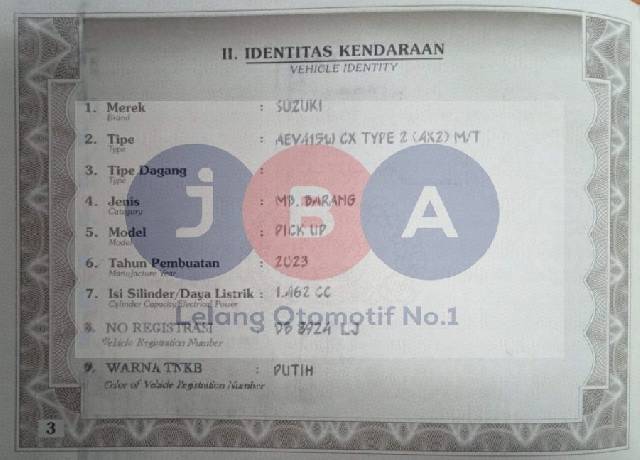 II. IDENTITAS KENDARAAN
VEHICLE IDENTITY
1. Merek : SUZUKI
Brand
2. Tipe : AEV415W CX TYPE 2 (4X2) M/T
Type
3. Tipe Dagang :
Type
4. Jenis : MB. BARANG
Category
5. Model : PICK UP
Model
6. Tahun Pembuatan : 2023
Manufacture Year
7. Isi Silinder/Daya Listrik : 1.462 CC
Cylinder Capacity/Electrical Power
8. NO REGISTRASI : 8924 LJ
Vehicle Registration Number
9. WARNA TNKB : PUTIH
Color of Vehicle Registration Number
3
JBA
Lelang Otomotif No.1